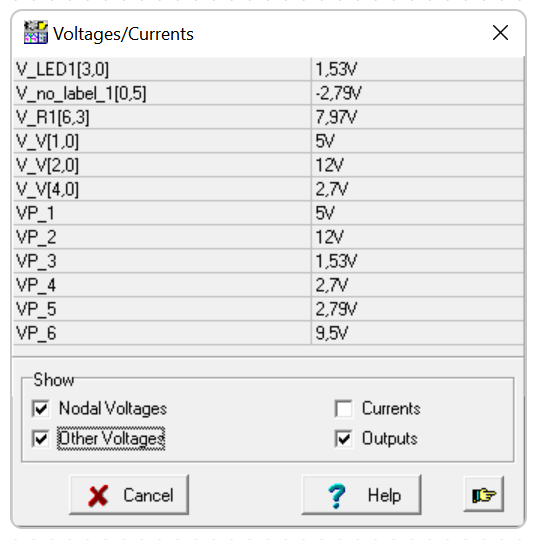 Voltages/Currents
V_LED1[3,0] 1,53V
V_no_label_1[0,5] -2,79V
V_R1[6,3] 7,97V
V_V[1,0] 5V
V_V[2,0] 12V
V_V[4,0] 2,7V
VP_1 5V
VP_2 12V
VP_3 1,53V
VP_4 2,7V
VP_5 2,79V
VP_6 9,5V
Show
Nodal Voltages Currents
Other Voltages Outputs
Cancel Help